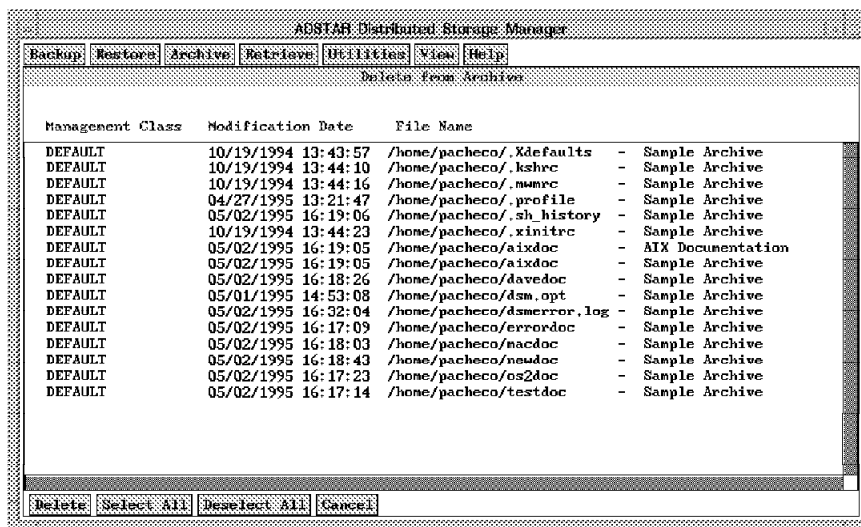 ADSTAR Distributed Storage Manager
Backup Restore Archive Retrieve Utilities View Help
Delete from Archive
Management Class Modification Date File Name
DEFAULT 10/19/1994 13:43:57 /home/pacheco/.Xdefaults - Sample Archive
DEFAULT 10/19/1994 13:44:10 /home/pacheco/.kshrc - Sample Archive
DEFAULT 10/19/1994 13:44:16 /home/pacheco/.mwmrc - Sample Archive
DEFAULT 04/27/1995 13:21:47 /home/pacheco/.profile - Sample Archive
DEFAULT 05/02/1995 16:19:06 /home/pacheco/.sh_history - Sample Archive
DEFAULT 10/19/1994 13:44:23 /home/pacheco/.xinitrc - Sample Archive
DEFAULT 05/02/1995 16:19:05 /home/pacheco/aixdoc - AIX Documentation
DEFAULT 05/02/1995 16:19:05 /home/pacheco/aixdoc - Sample Archive
DEFAULT 05/02/1995 16:18:26 /home/pacheco/davedoc - Sample Archive
DEFAULT 05/01/1995 14:53:08 /home/pacheco/dsm.opt - Sample Archive
DEFAULT 05/02/1995 16:32:04 /home/pacheco/dsmerror.log - Sample Archive
DEFAULT 05/02/1995 16:17:09 /home/pacheco/errordoc - Sample Archive
DEFAULT 05/02/1995 16:18:03 /home/pacheco/macdoc - Sample Archive
DEFAULT 05/02/1995 16:18:43 /home/pacheco/newdoc - Sample Archive
DEFAULT 05/02/1995 16:17:23 /home/pacheco/os2doc - Sample Archive
DEFAULT 05/02/1995 16:17:14 /home/pacheco/testdoc - Sample Archive
Delete Select All Deselect All Cancel